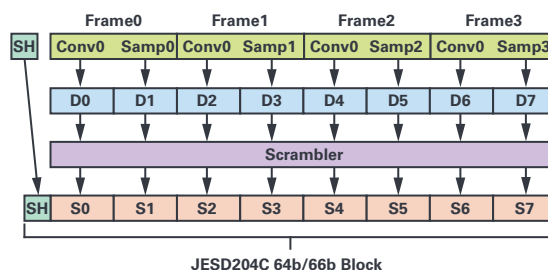 Frame0 Frame1 Frame2 Frame3
SH Conv0 Samp0 Conv0 Samp1 Conv0 Samp2 Conv0 Samp3
D0 D1 D2 D3 D4 D5 D6 D7
Scrambler
SH S0 S1 S2 S3 S4 S5 S6 S7
JESD204C 64b/66b Block